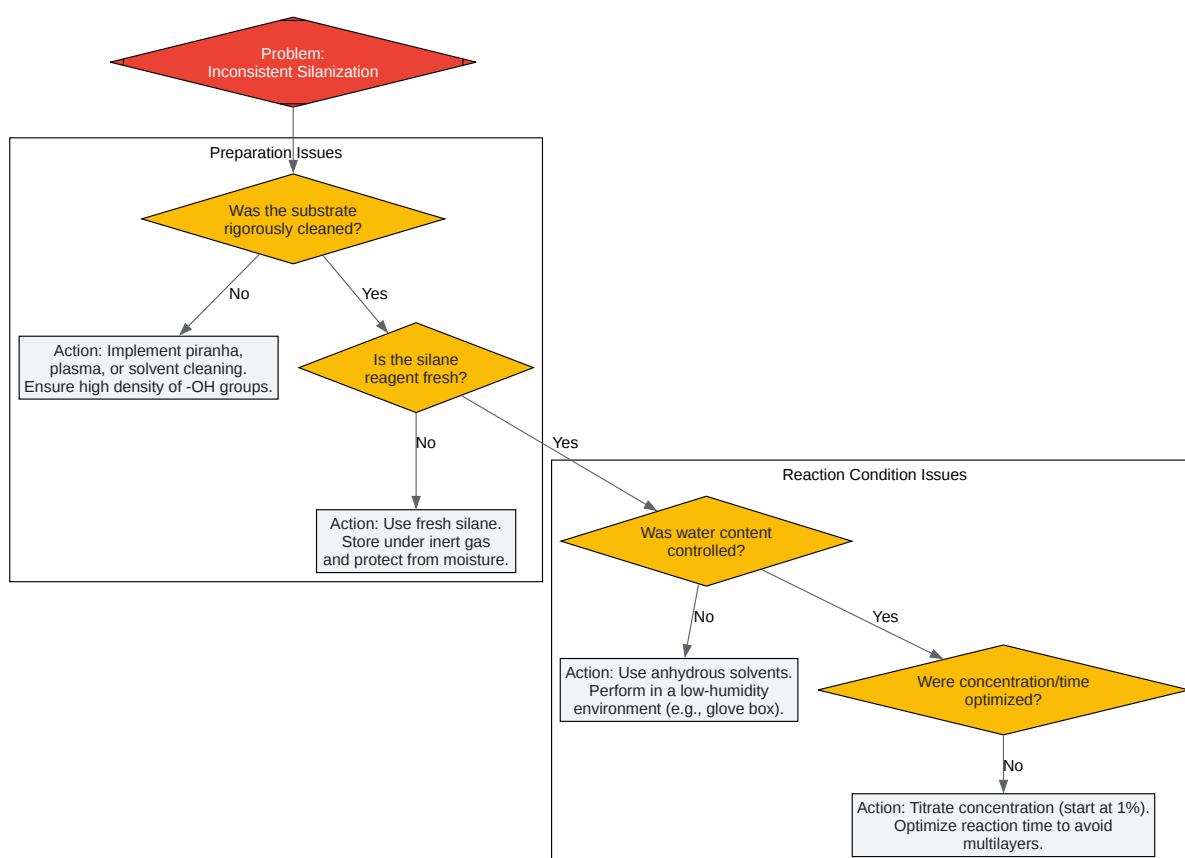 Problem:
Inconsistent Silanization
Preparation Issues
Was the substrate
rigorously cleaned?
No
Yes
Action: Implement piranha,
plasma, or solvent cleaning.
Ensure high density of -OH groups.
Is the silane
reagent fresh?
No
Yes
Action: Use fresh silane.
Store under inert gas
and protect from moisture.
Reaction Condition Issues
Was water content
controlled?
No
Yes
Action: Use anhydrous solvents.
Perform in a low-humidity
environment (e.g., glove box).
Were concentration/time
optimized?
No
Action: Titrate concentration (start at 1%).
Optimize reaction time to avoid
multilayers.